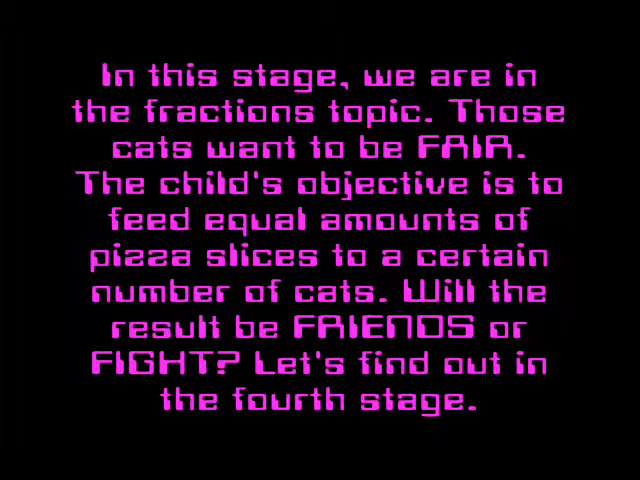 In this stage, we are in
the fractions topic. Those
cats want to be FAIR.
The child's objective is to
feed equal amounts of
pizza slices to a certain
number of cats. Will the
result be FRIENDS or
FIGHT? Let's find out in
the fourth stage.